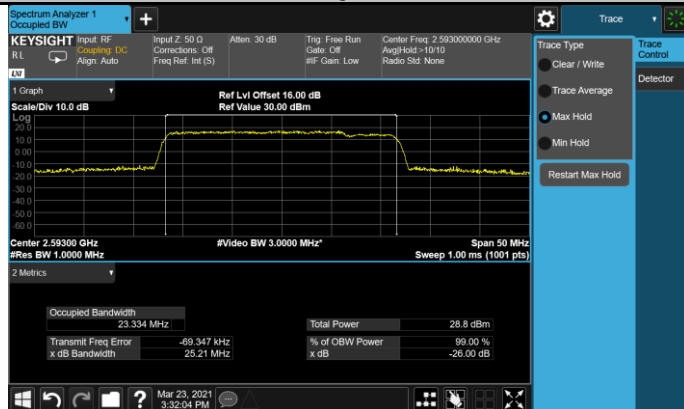 Spectrum Analyzer 1
Occupied BW
Trace
KEYSIGHT
R L
LXI
Input: RF
Coupling: DC
Align: Auto
Input Z: 50 Ω
Corrections: Off
Freq Ref: Int (S)
Atten: 30 dB
Trig: Free Run
Gate: Off
#IF Gain: Low
Center Freq: 2.593000000 GHz
Avg|Hold:>10/10
Radio Std: None
Trace Type
Clear / Write
Trace Average
Max Hold
Min Hold
Restart Max Hold
Trace Control
Detector
1 Graph
Scale/Div 10.0 dB
Ref Lvl Offset 16.00 dB
Ref Value 30.00 dBm
Log
20.0
10.0
0.00
-10.0
-20.0
-30.0
-40.0
-50.0
-60.0
Center 2.59300 GHz
#Res BW 1.0000 MHz
#Video BW 3.0000 MHz*
Span 50 MHz
Sweep 1.00 ms (1001 pts)
2 Metrics
Occupied Bandwidth
23.334 MHz
Total Power 28.8 dBm
Transmit Freq Error -69.347 kHz
% of OBW Power 99.00 %
x dB Bandwidth 25.21 MHz
x dB -26.00 dB
?
Mar 23, 2021
3:32:04 PM